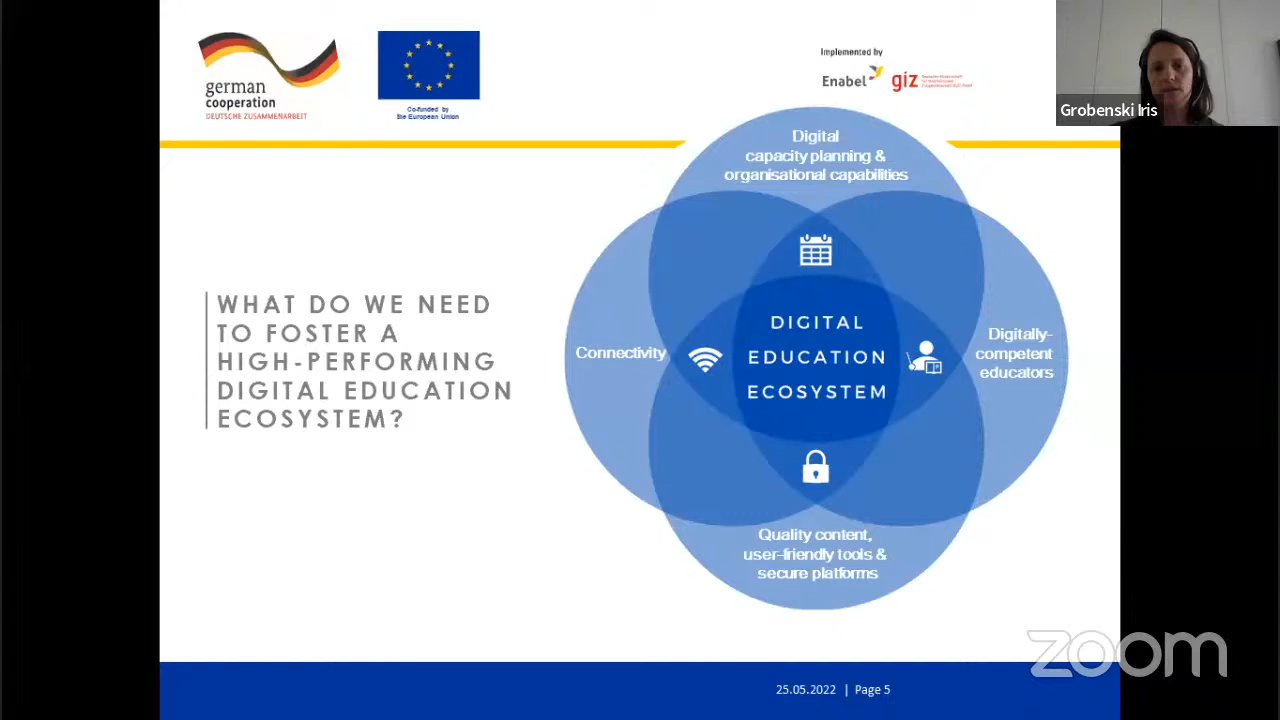 german
cooperation
DEUTSCHE ZUSAMMENARBEIT
Co-funded by
the European Union
Implemented by
Enabel
giz
Grobenski Iris
WHAT DO WE NEED
TO FOSTER A
HIGH-PERFORMING
DIGITAL EDUCATION
ECOSYSTEM?
Digital
capacity planning &
organisational capabilities
Connectivity
DIGITAL
EDUCATION
ECOSYSTEM
Digitally-
competent
educators
Quality content,
user-friendly tools &
secure platforms
zoom
25.05.2022 | Page 5